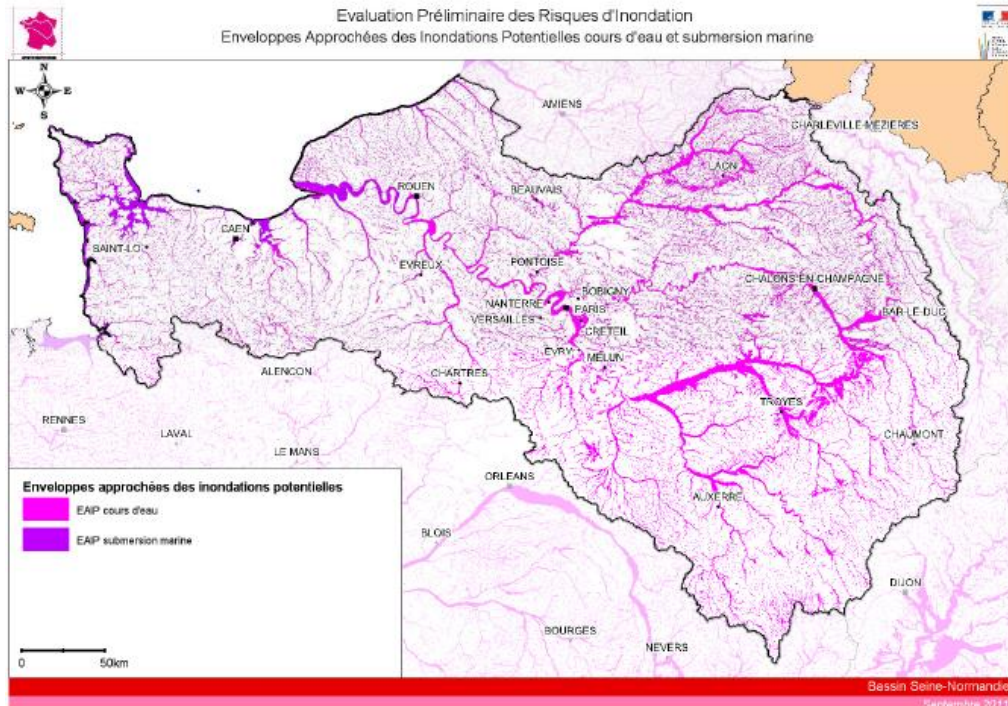 Evaluation Préliminaire des Risques d'Inondation
Enveloppes Approchées des Inondations Potentielles cours d'eau et submersion marine
N
W E
S
AMIENS
CHARLEVILLE-MEZIERES
LAON
ROUEN
BEAUVAIS
CAEN
SAINT-LO
EVREUX
PONTOISE
CHALONS-EN-CHAMPAGNE
BOBIGNY
NANTERRE
PARIS
BAR-LE-DUC
VERSAILLES
CRETEIL
EVRY
MELUN
ALENCON
CHARTRES
TROYES
RENNES
LAVAL
CHAUMONT
LE MANS
ORLEANS
AUXERRE
BLOIS
DIJON
BOURGES
NEVERS
Enveloppes approchées des inondations potentielles
EAIP cours d'eau
EAIP submersion marine
0 50km
Bassin Seine-Normandie
Septembre